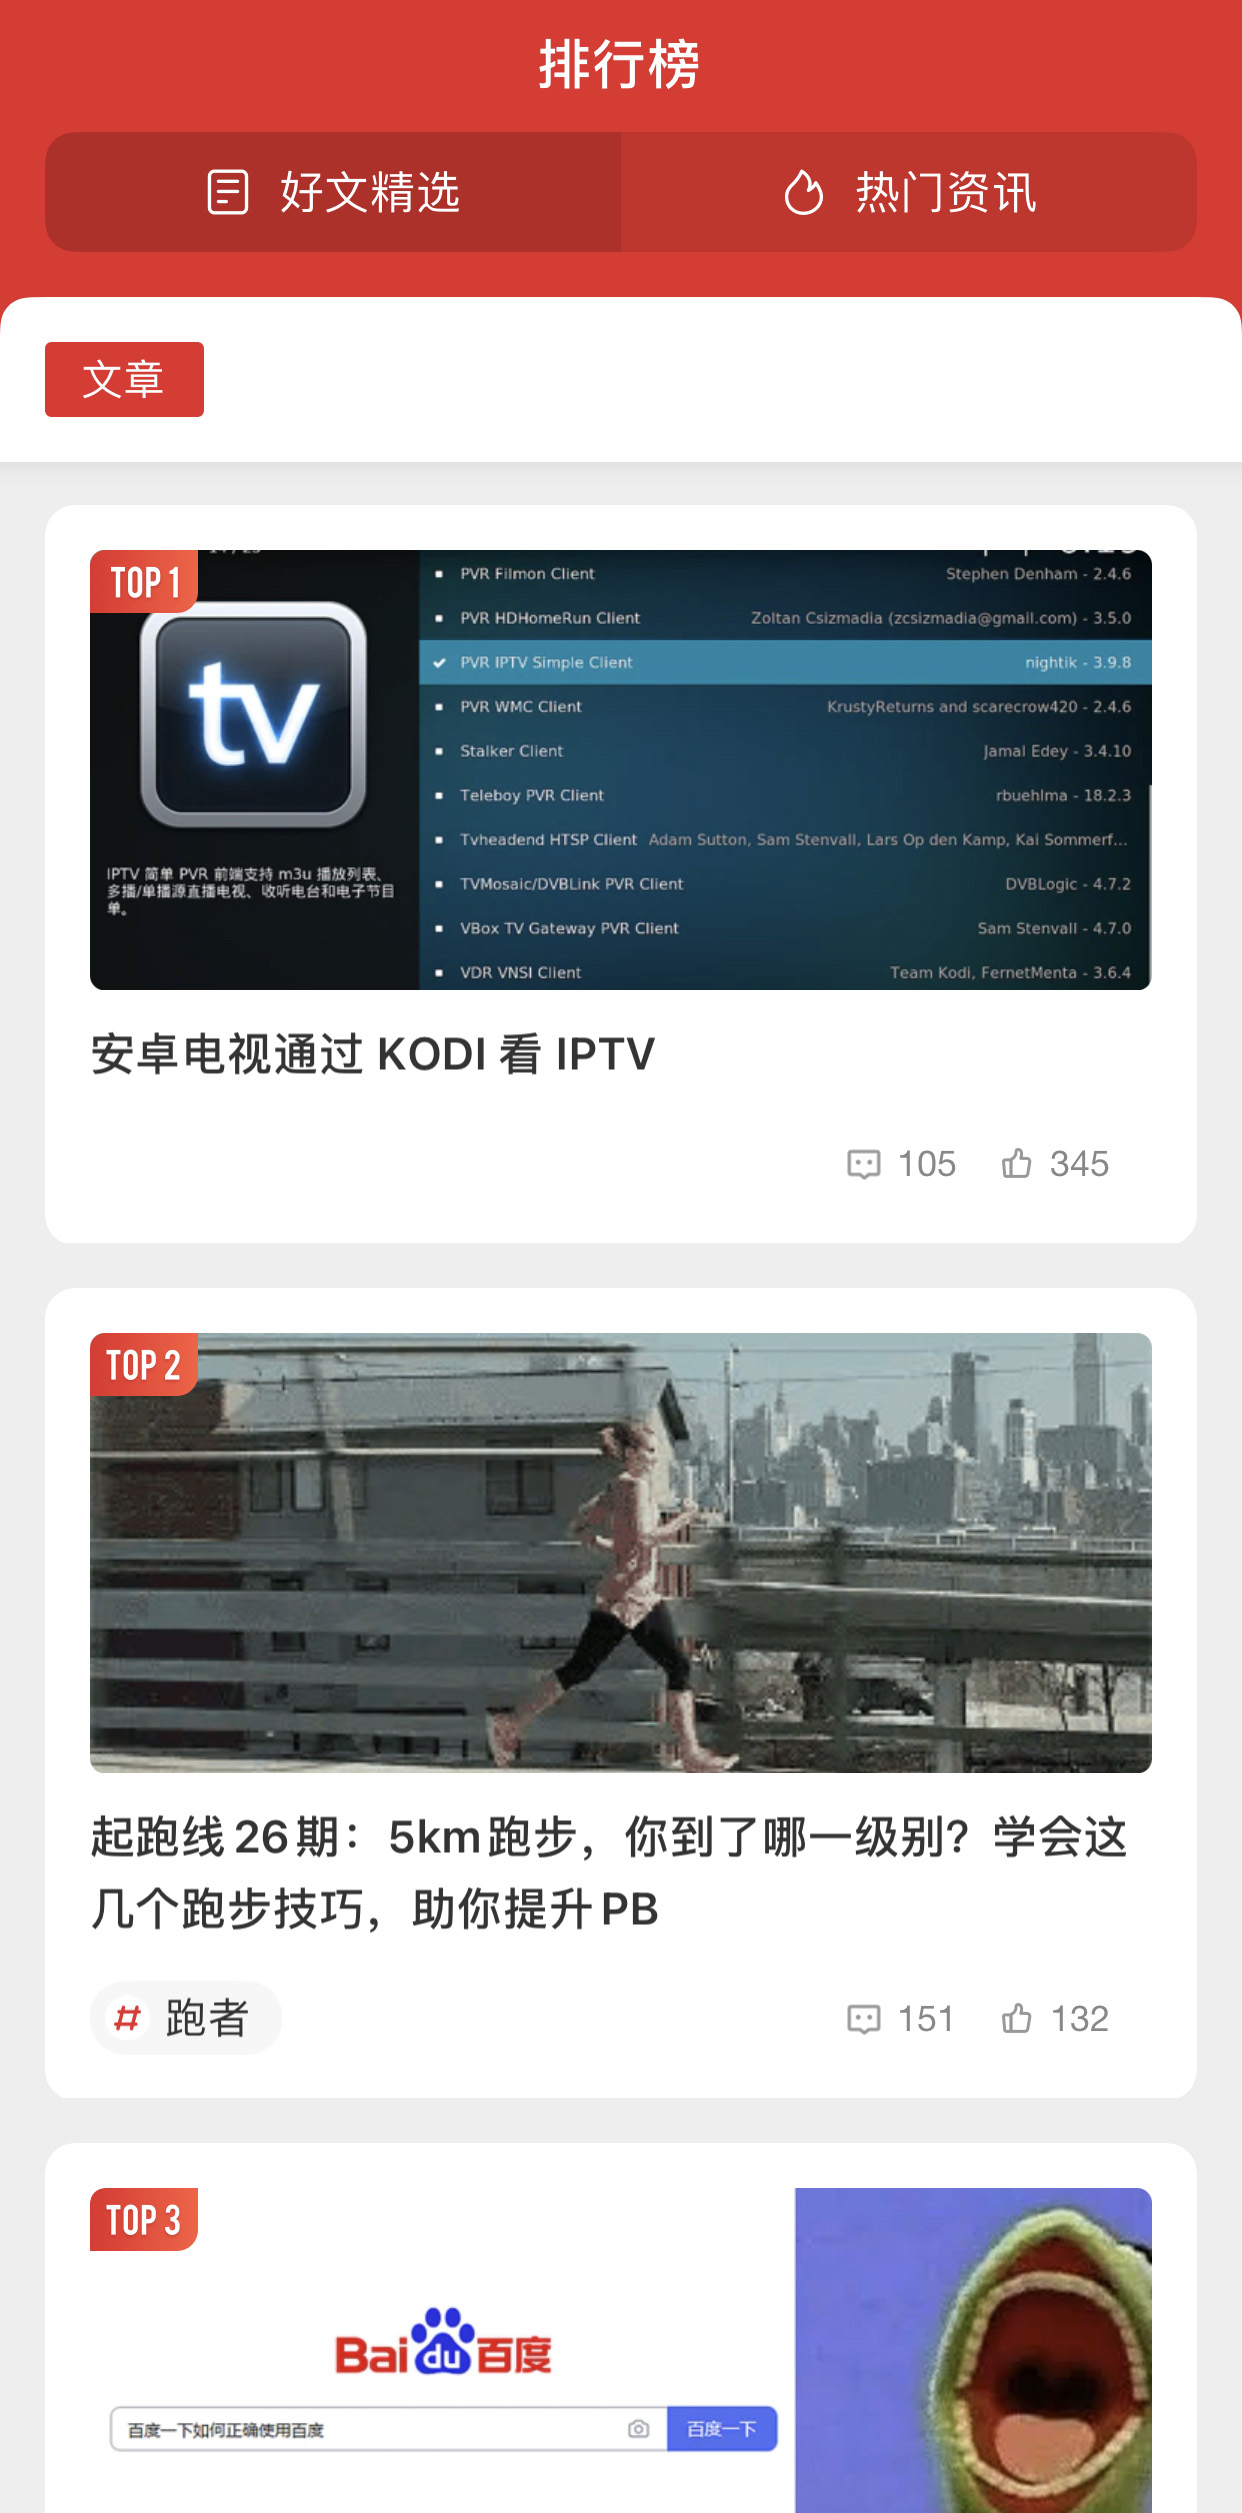 排行榜
好文精选
热门资讯
文章
TOP 1
tv
IPTV 简单 PVR 前端支持 m3u 播放列表、
多播/单播源直播电视、收听电台和电子节目
单。
PVR Filmon Client Stephen Denham - 2.4.6
PVR HDHomeRun Client Zoltan Csizmadia (zcsizmadia@gmail.com) - 3.5.0
PVR IPTV Simple Client nightik - 3.9.8
PVR WMC Client KrustyReturns and scarecrow420 - 2.4.6
Stalker Client Jamal Edey - 3.4.10
Teleboy PVR Client rbuehlma - 18.2.3
Tvheadend HTSP Client Adam Sutton, Sam Stenvall, Lars Op den Kamp, Kai Sommerf...
TVMosaic/DVBLink PVR Client DVBLogic - 4.7.2
VBox TV Gateway PVR Client Sam Stenvall - 4.7.0
VDR VNSI Client Team Kodi, FernetMenta - 3.6.4
安卓电视通过 KODI 看 IPTV
105 345
TOP 2
起跑线26期：5km跑步，你到了哪一级别？学会这
几个跑步技巧，助你提升PB
# 跑者
151 132
TOP 3
Bai du 百度
百度一下如何正确使用百度 百度一下